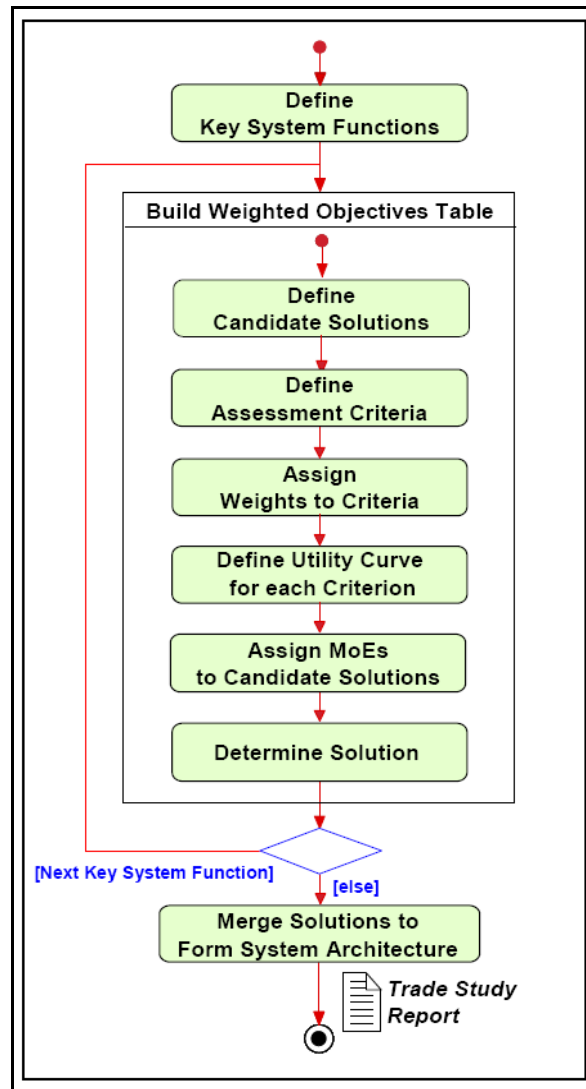 Define
Key System Functions
Build Weighted Objectives Table
Define
Candidate Solutions
Define
Assessment Criteria
Assign
Weights to Criteria
Define Utility Curve
for each Criterion
Assign MoEs
to Candidate Solutions
Determine Solution
[Next Key System Function]
[else]
Merge Solutions to
Form System Architecture
Trade Study
Report